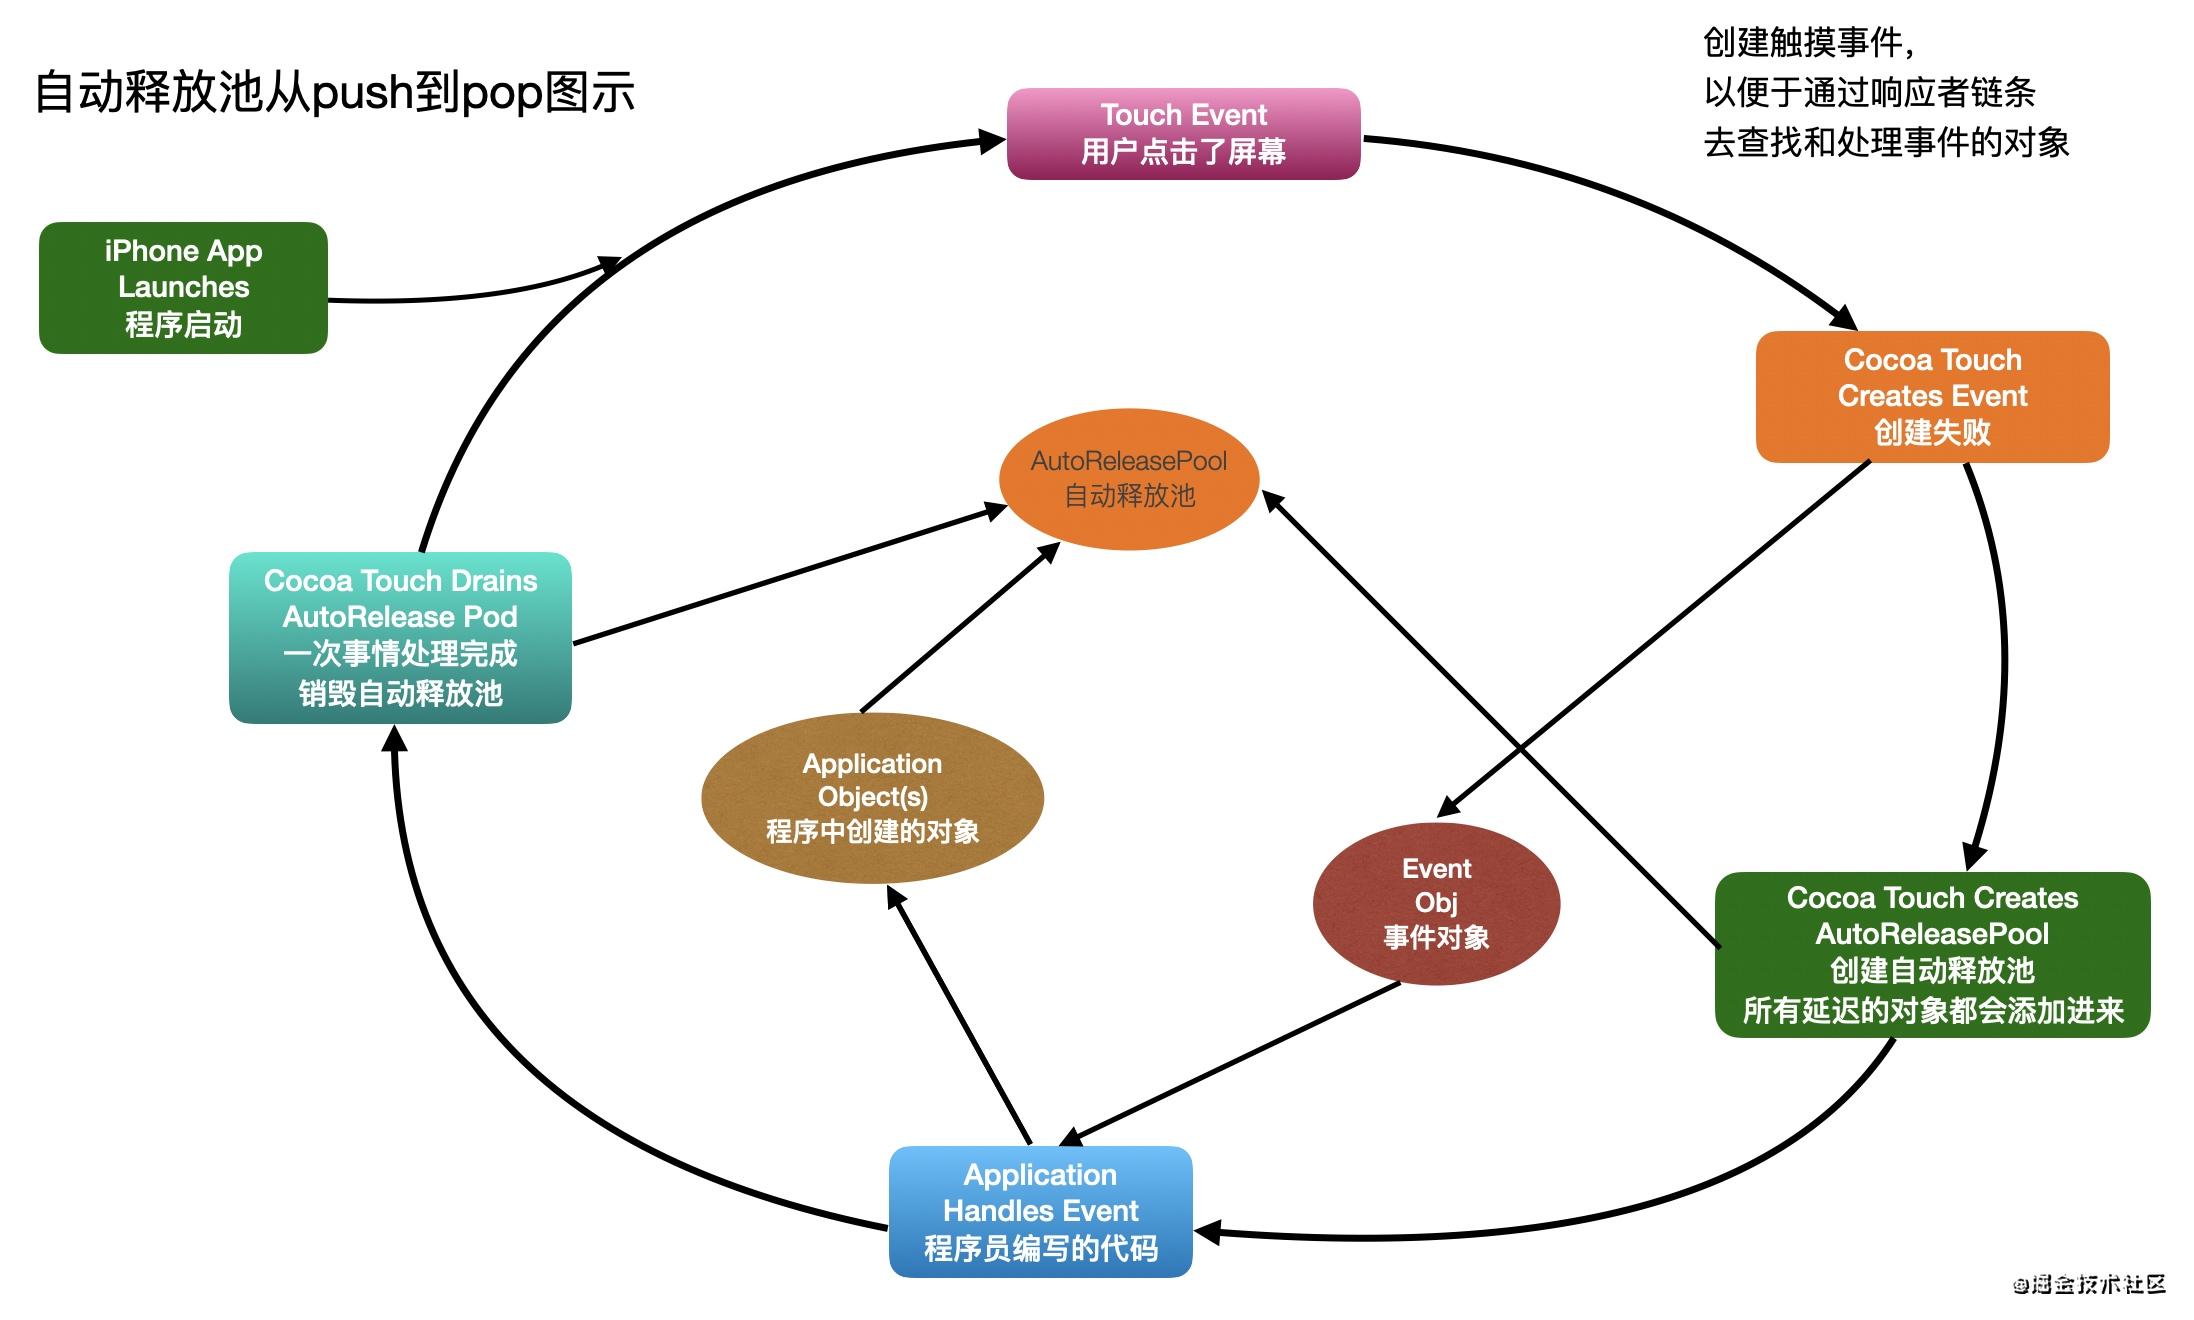 自动释放池从push到pop图示
创建触摸事件,
以便于通过响应者链条
去查找和处理事件的对象
Touch Event
用户点击了屏幕
iPhone App
Launches
程序启动
Cocoa Touch
Creates Event
创建失败
AutoReleasePool
自动释放池
Cocoa Touch Drains
AutoRelease Pod
一次事情处理完成
销毁自动释放池
Application
Object(s)
程序中创建的对象
Event
Obj
事件对象
Cocoa Touch Creates
AutoReleasePool
创建自动释放池
所有延迟的对象都会添加进来
Application
Handles Event
程序员编写的代码
@掘金技术社区